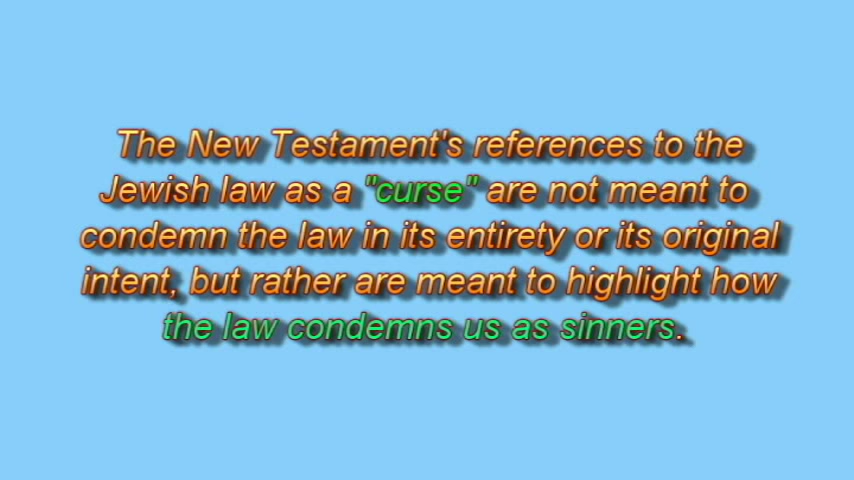 The New Testament's references to the
Jewish law as a "curse" are not meant to
condemn the law in its entirety or its original
intent, but rather are meant to highlight how
the law condemns us as sinners.